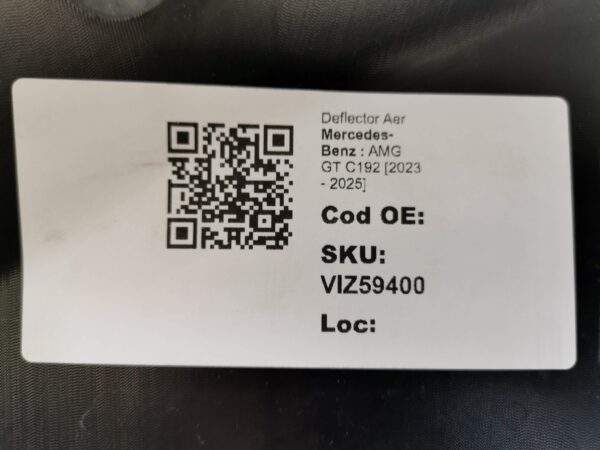 Deflector Aer
Mercedes-
Benz : AMG
GT C192 [2023
- 2025]
Cod OE:
SKU:
VIZ59400
Loc: